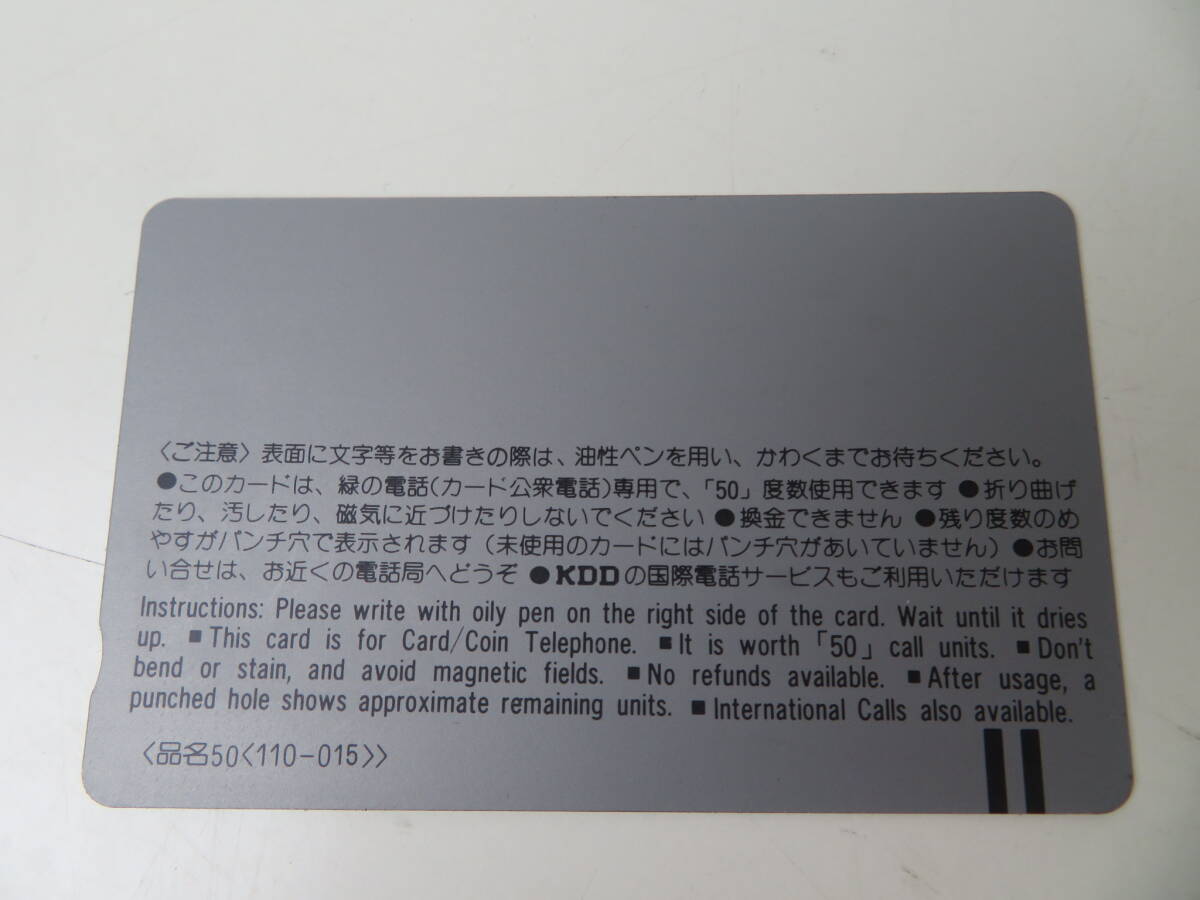 〈ご注意〉表面に文字等をお書きの際は、油性ペンを用い、かわくまでお待ちください。
●このカードは、緑の電話(カード公衆電話)専用で、「50」度数使用できます ●折り曲げ
たり、汚したり、磁気に近づけたりしないでください ●換金できません ●残り度数のめ
やすがパンチ穴で表示されます（未使用のカードにはパンチ穴があいていません）●お問
い合せは、お近くの電話局へどうぞ ●KDDの国際電話サービスもご利用いただけます
Instructions: Please write with oily pen on the right side of the card. Wait until it dries
up. ■This card is for Card/Coin Telephone. ■It is worth「50」call units. ■Don't
bend or stain, and avoid magnetic fields. ■No refunds available. ■After usage, a
punched hole shows approximate remaining units. ■International Calls also available.
〈品名50〈110-015〉〉